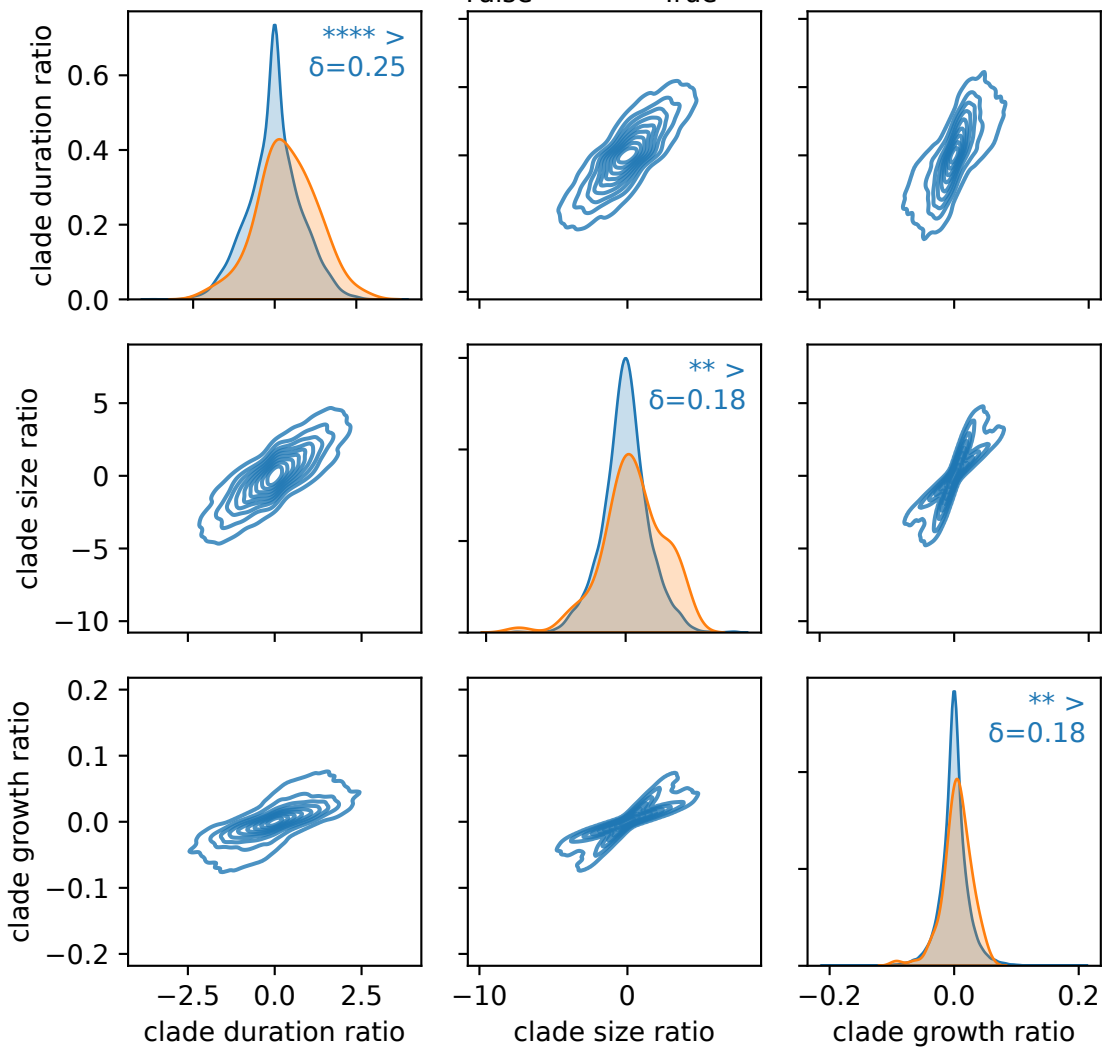 clade duration ratio
0.6
0.4
0.2
0.0
**** >
δ=0.25
clade size ratio
5
0
−5
−10
** >
δ=0.18
clade growth ratio
0.2
0.1
0.0
−0.1
−0.2
** >
δ=0.18
−2.5 0.0 2.5
clade duration ratio
−10 0
clade size ratio
−0.2 0.0 0.2
clade growth ratio